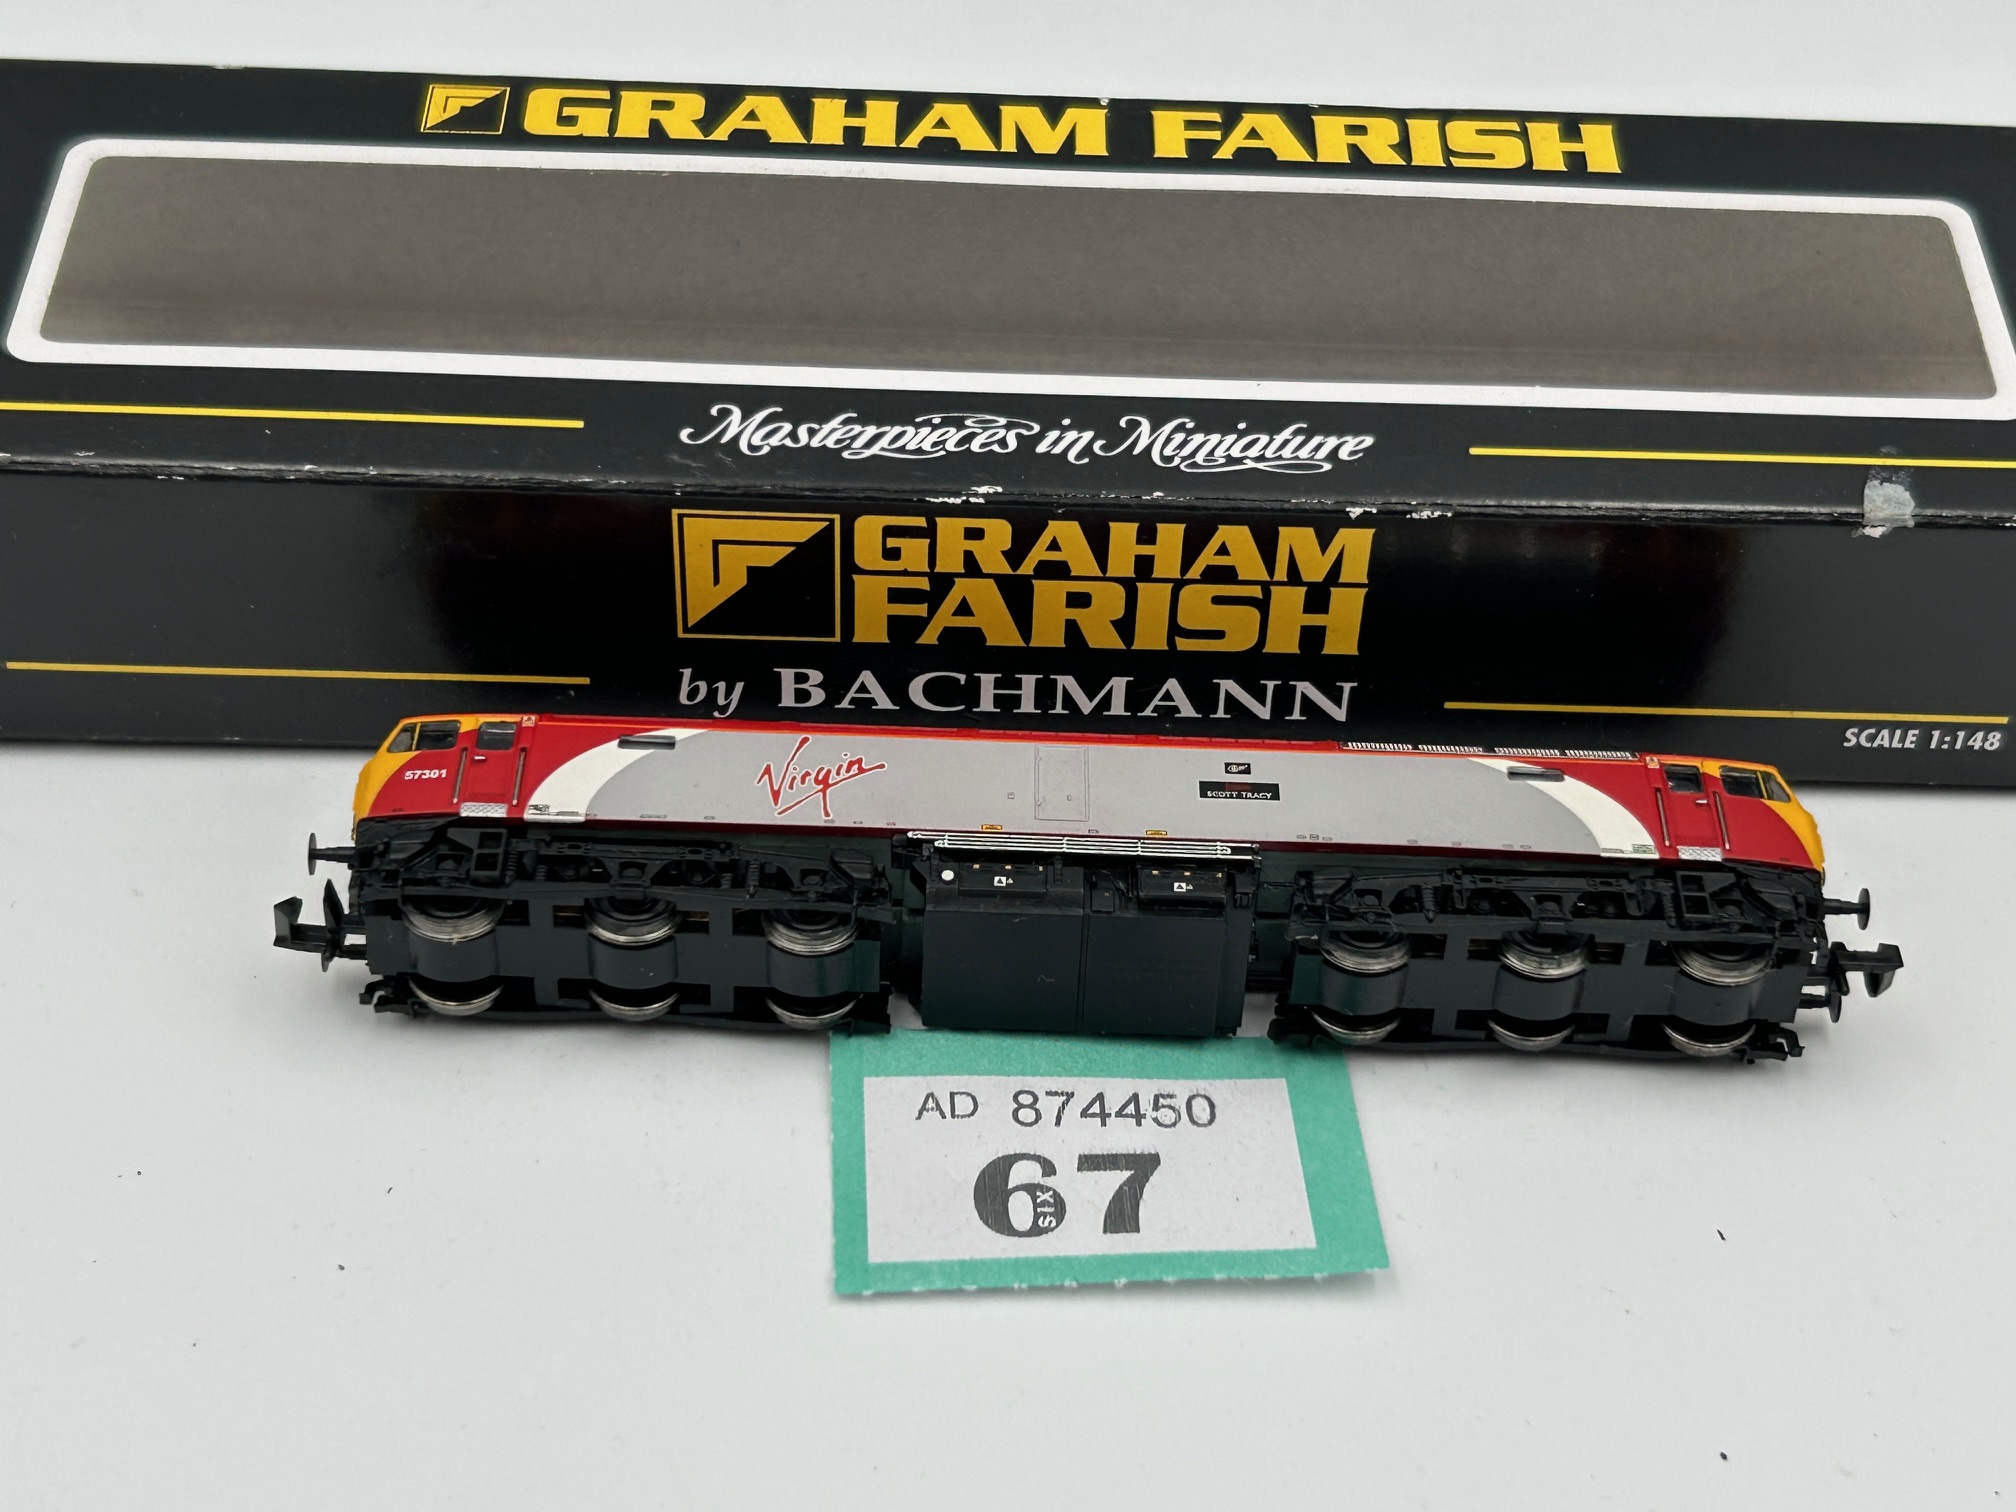 GRAHAM FARISH
Masterpieces in Miniature
GRAHAM
FARISH
by BACHMANN
SCALE 1:148
57301
Virgin
SCOTT TRACY
AD 874450
67
SIX